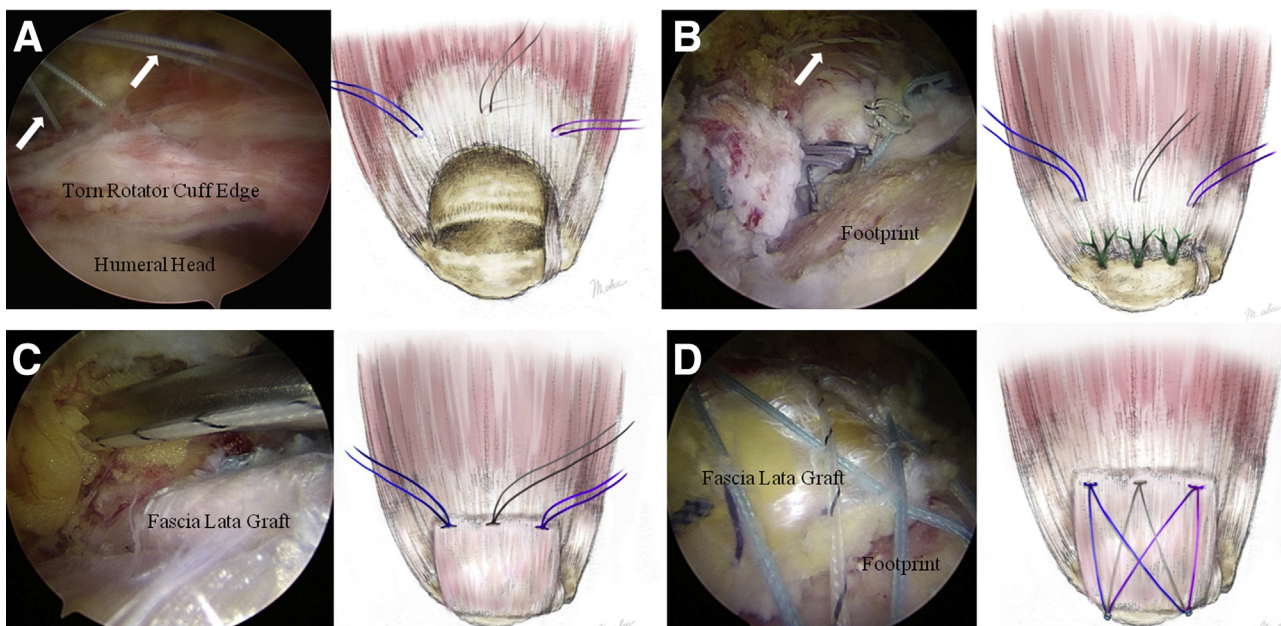 A
Torn Rotator Cuff Edge
Humeral Head
B
Footprint
C
Fascia Lata Graft
D
Fascia Lata Graft
Footprint